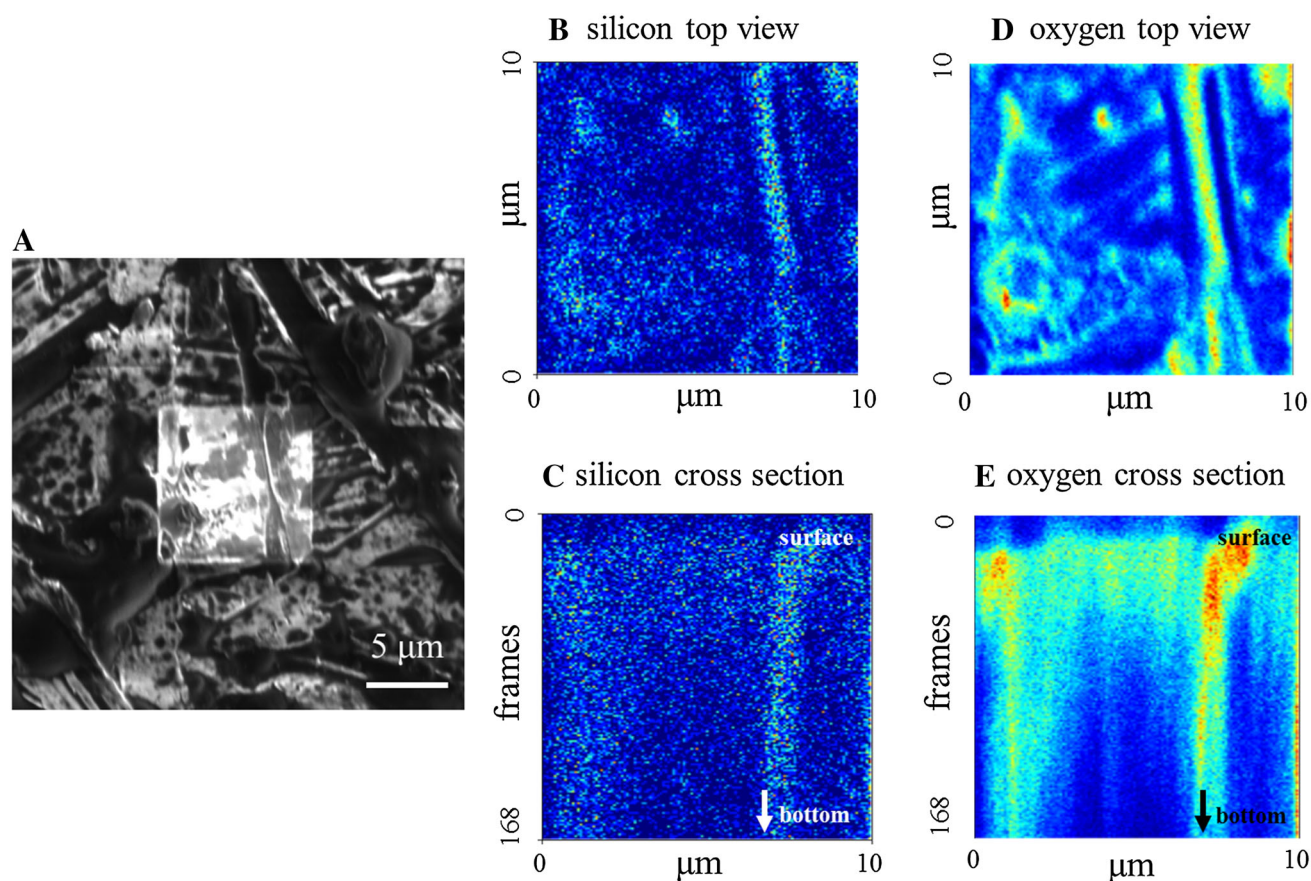 A
5 μm
B silicon top view
10
μm
0
0
μm
10
D oxygen top view
10
μm
0
0
μm
10
C silicon cross section
0
frames
168
surface
bottom
0
μm
10
E oxygen cross section
0
frames
168
surface
bottom
0
μm
10